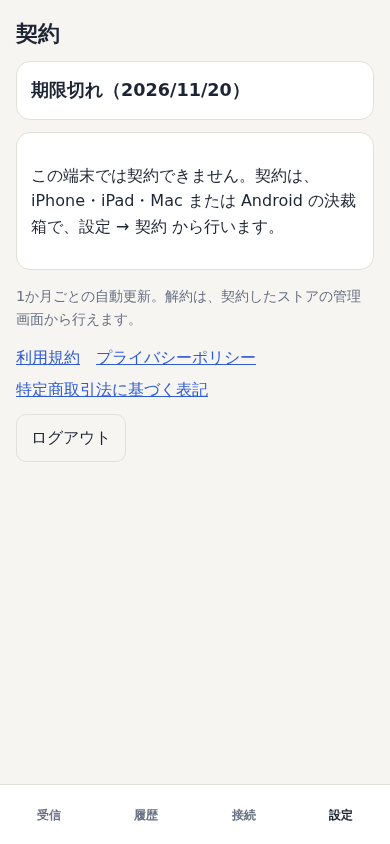 契約
期限切れ（2026/11/20）
この端末では契約できません。契約は、
iPhone・iPad・Mac または Android の決裁
箱で、設定 → 契約 から行います。
1か月ごとの自動更新。解約は、契約したストアの管理
画面から行えます。
利用規約 プライバシーポリシー
特定商取引法に基づく表記
ログアウト
受信 履歴 接続 設定